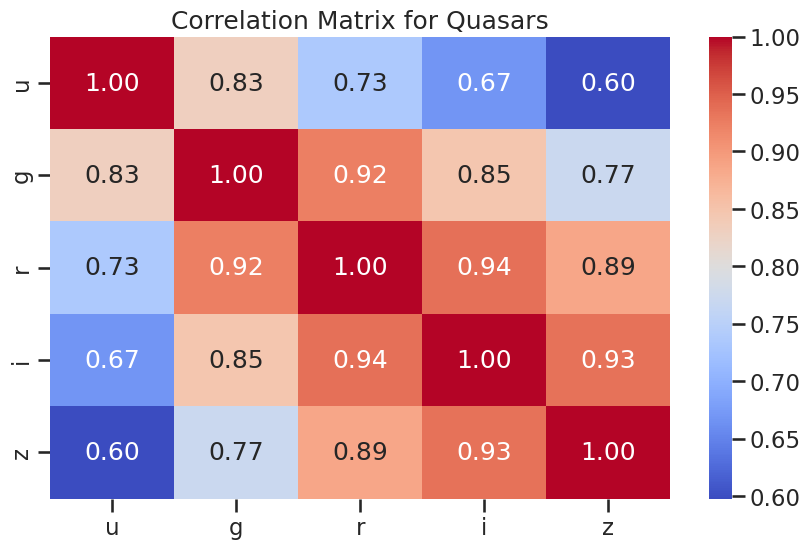 Correlation Matrix for Quasars
u 1.00 0.83 0.73 0.67 0.60
g 0.83 1.00 0.92 0.85 0.77
r 0.73 0.92 1.00 0.94 0.89
i 0.67 0.85 0.94 1.00 0.93
z 0.60 0.77 0.89 0.93 1.00
u g r i z
1.00
0.95
0.90
0.85
0.80
0.75
0.70
0.65
0.60